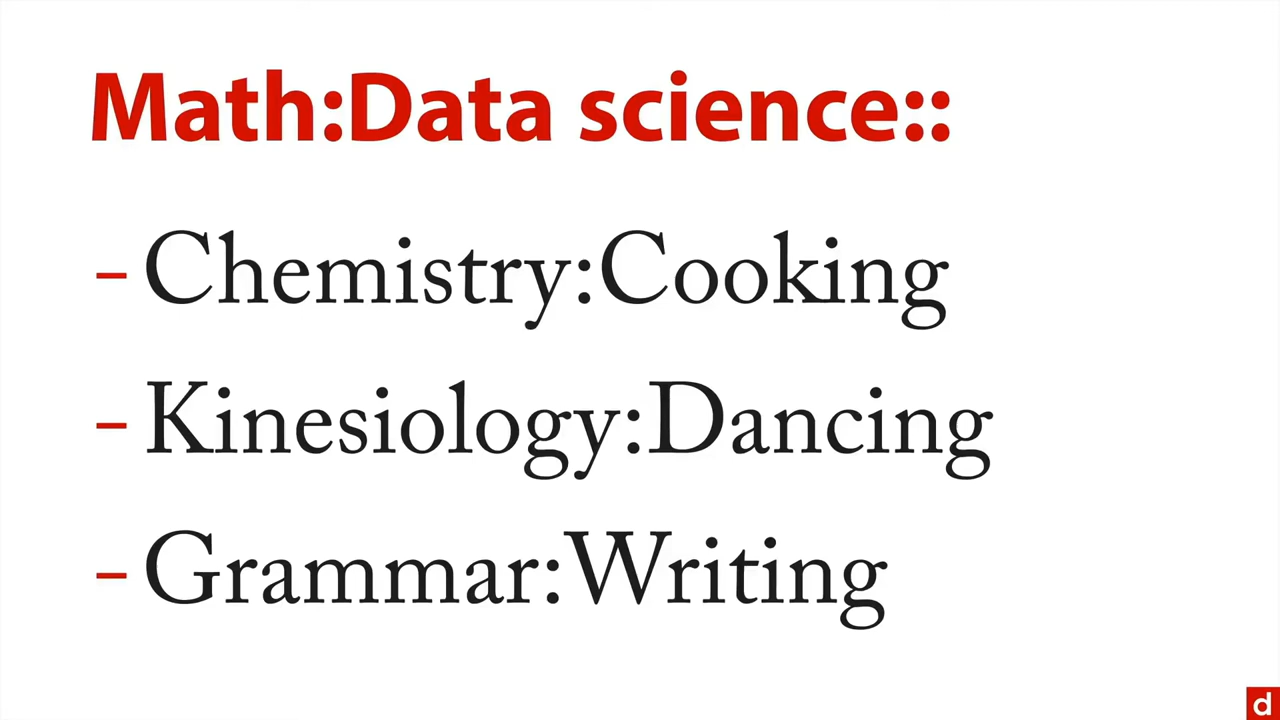 Math:Data science::
- Chemistry:Cooking
- Kinesiology:Dancing
- Grammar:Writing
d